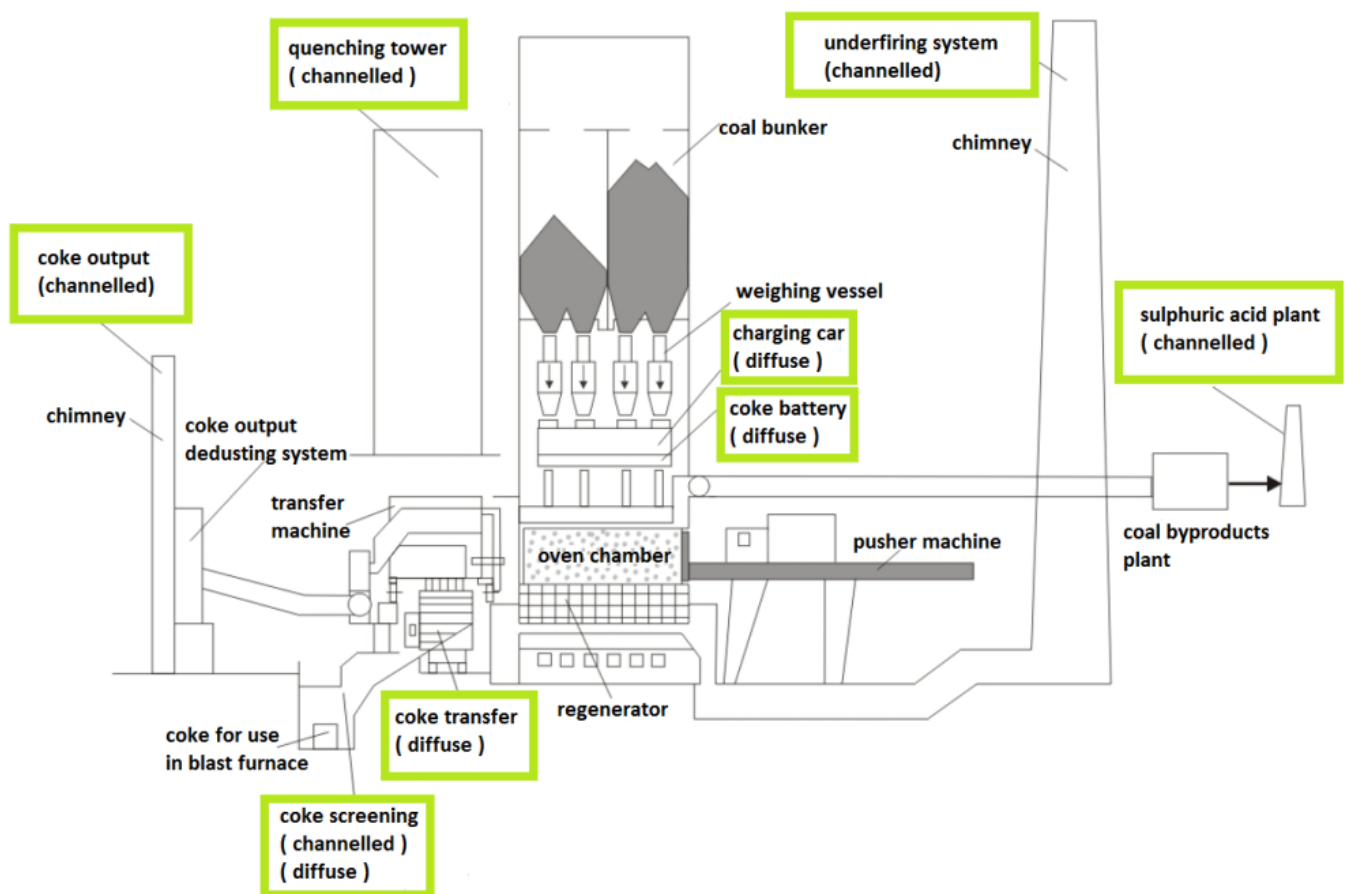 quenching tower
( channelled )
underfiring system
(channelled)
coal bunker
chimney
coke output
(channelled)
weighing vessel
charging car
( diffuse )
sulphuric acid plant
( channelled )
coke battery
( diffuse )
chimney
coke output
dedusting system
transfer
machine
oven chamber
pusher machine
coal byproducts
plant
regenerator
coke transfer
( diffuse )
coke for use
in blast furnace
coke screening
( channelled )
( diffuse )